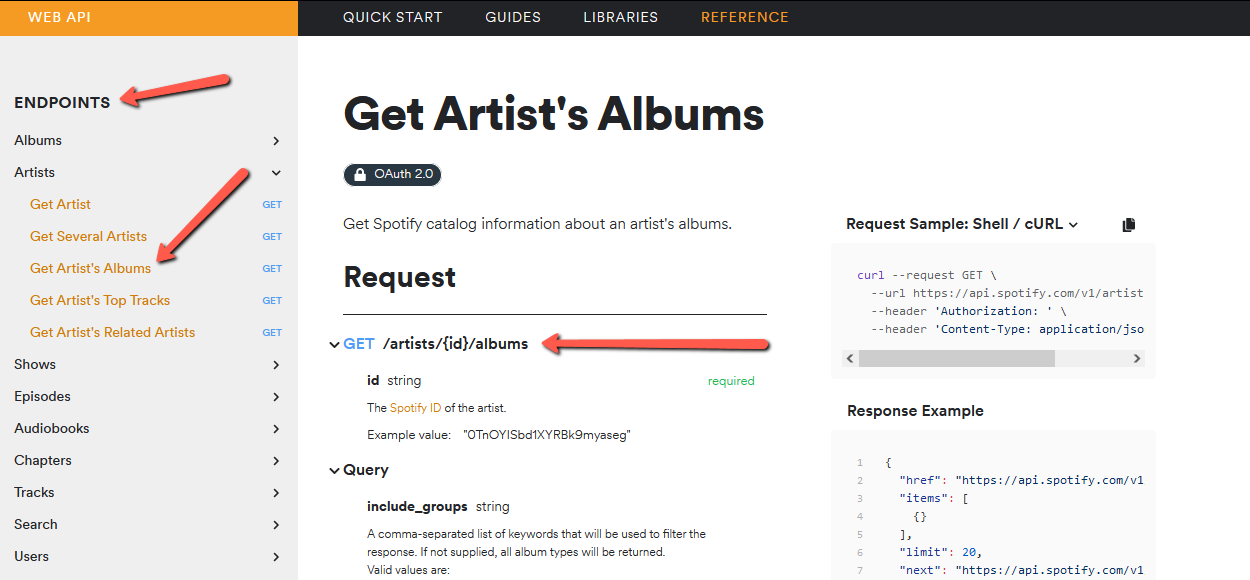 WEB API
QUICK START GUIDES LIBRARIES REFERENCE
ENDPOINTS
Albums
Artists
Get Artist GET
Get Several Artists GET
Get Artist's Albums GET
Get Artist's Top Tracks GET
Get Artist's Related Artists GET
Shows
Episodes
Audiobooks
Chapters
Tracks
Search
Users
Get Artist's Albums
OAuth 2.0
Get Spotify catalog information about an artist's albums.
Request
GET /artists/{id}/albums
id string required
The Spotify ID of the artist.
Example value: "0TnOYISbd1XYRBk9myaseg"
Query
include_groups string
A comma-separated list of keywords that will be used to filter the
response. If not supplied, all album types will be returned.
Valid values are:
Request Sample: Shell / cURL
curl --request GET \
--url https://api.spotify.com/v1/artist
--header 'Authorization: ' \
--header 'Content-Type: application/jso
Response Example
1 {
2 "href": "https://api.spotify.com/v1
3 "items": [
4 {}
5 ],
6 "limit": 20,
7 "next": "https://api.spotify.com/v1